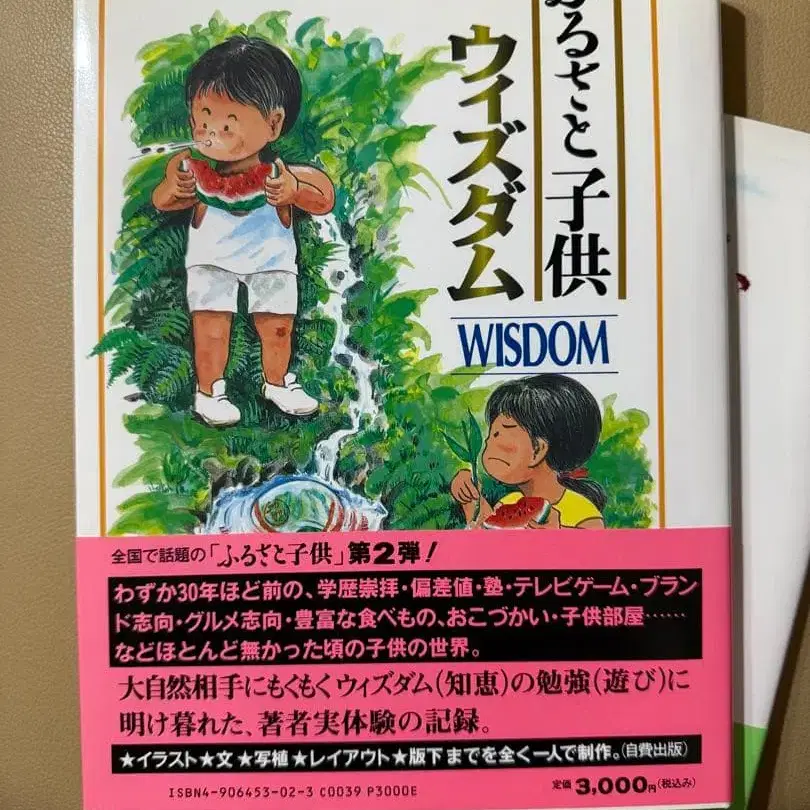 ふるさと子供
ウィズダム
WISDOM
全国で話題の「ふるさと子供」第2弾!
わずか30年ほど前の、学歴崇拝・偏差値・塾・テレビゲーム・ブラン
ド志向・グルメ志向・豊富な食べもの、おこづかい・子供部屋……
などほとんど無かった頃の子供の世界。
大自然相手にもくもくウィズダム(知恵)の勉強(遊び)に
明け暮れた、著者実体験の記録。
★イラスト★文★写植★レイアウト★版下までを全く一人で制作。(自費出版)
ISBN4-906453-02-3 C0039 P3000E
定価 3,000円(税込み)